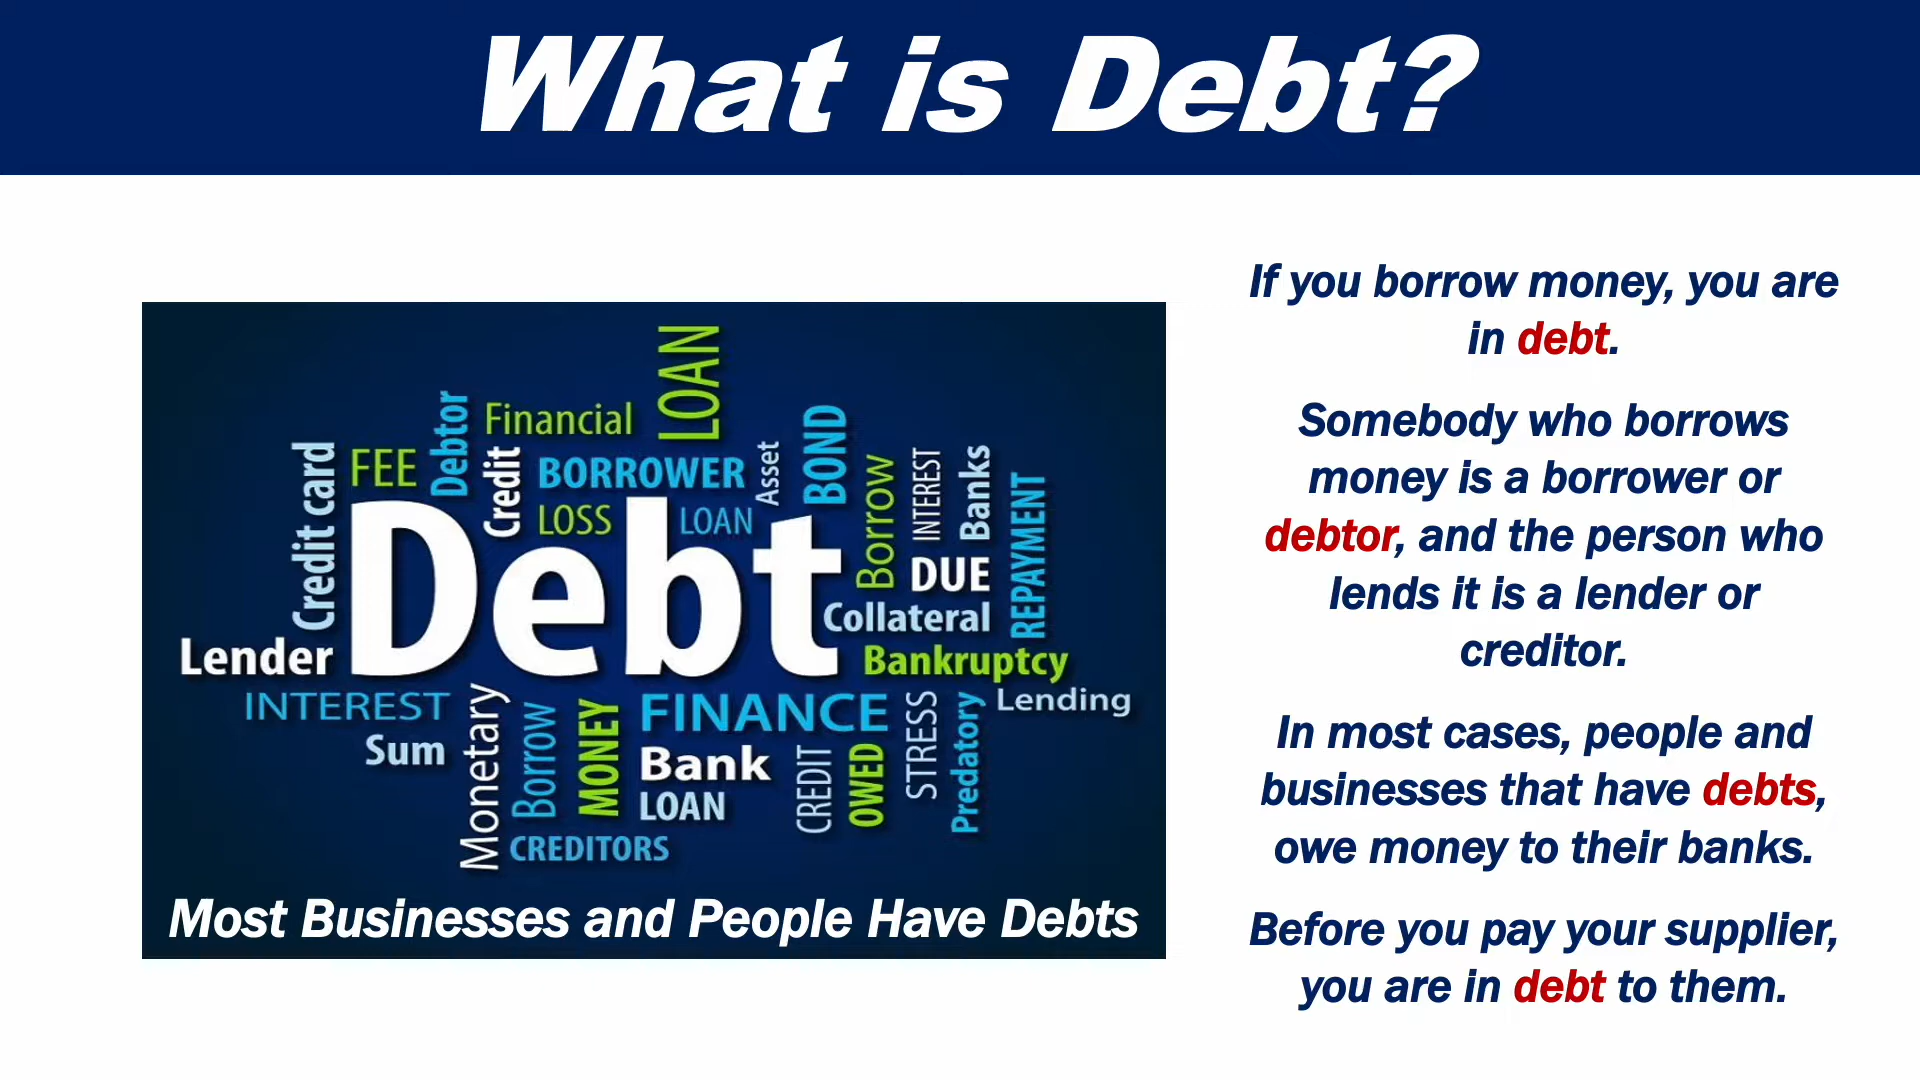 What is Debt?
LOAN
Debtor
Financial
Credit card
FEE
Credit
BORROWER
Asset
BOND
Borrow
INTEREST
Banks
REPAYMENT
LOSS
LOAN
Debt
DUE
Collateral
Lender
Bankruptcy
INTEREST
Monetary
Borrow
MONEY
FINANCE
STRESS
Predatory
Lending
Sum
Bank
CREDIT
OWED
LOAN
CREDITORS
Most Businesses and People Have Debts
If you borrow money, you are
in debt.
Somebody who borrows
money is a borrower or
debtor, and the person who
lends it is a lender or
creditor.
In most cases, people and
businesses that have debts,
owe money to their banks.
Before you pay your supplier,
you are in debt to them.